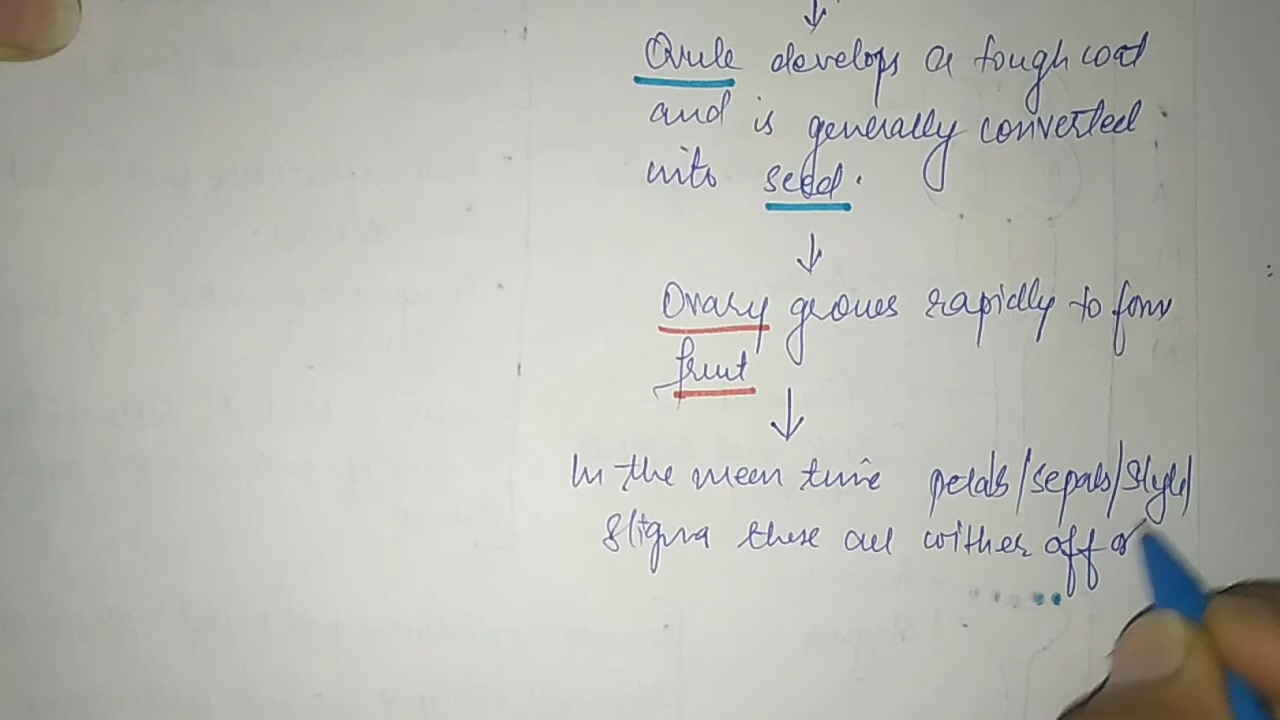 Ovule develops a tough coat
and is generally converted
into seed.
Ovary grows rapidly to form
fruit
In the mean time petals/sepals/style/
stigma these all wither off